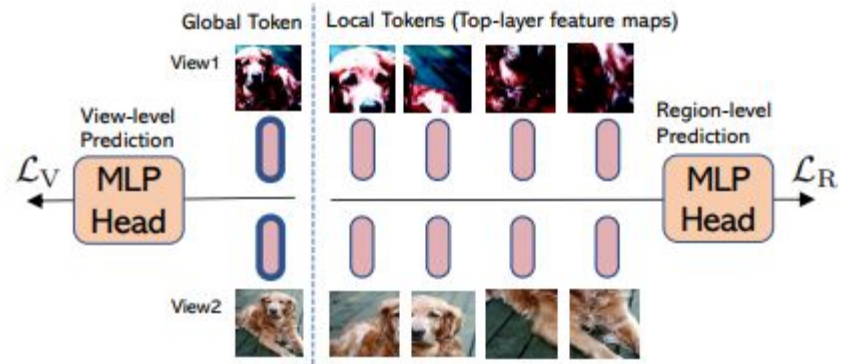 Global Token
Local Tokens (Top-layer feature maps)
View1
View-level
Prediction
Region-level
Prediction
ℒV
MLP
Head
MLP
Head
ℒR
View2